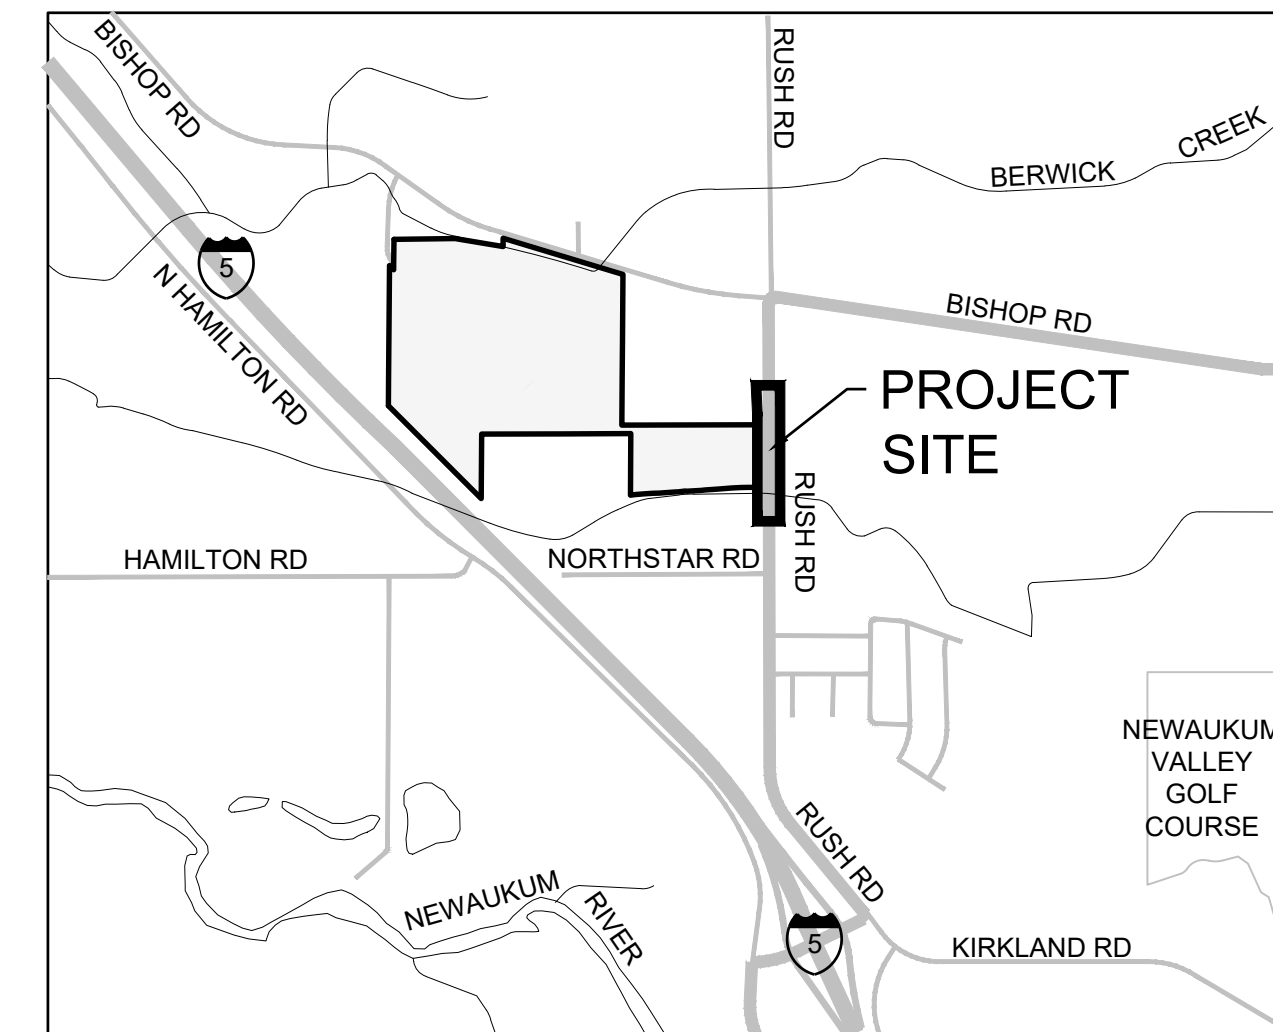 BISHOP RD
RUSH RD
CREEK
BERWICK
5
N HAMILTON RD
BISHOP RD
PROJECT
SITE
RUSH RD
HAMILTON RD
NORTHSTAR RD
NEWAUKUM
VALLEY
GOLF
COURSE
RUSH RD
NEWAUKUM
RIVER
5
KIRKLAND RD